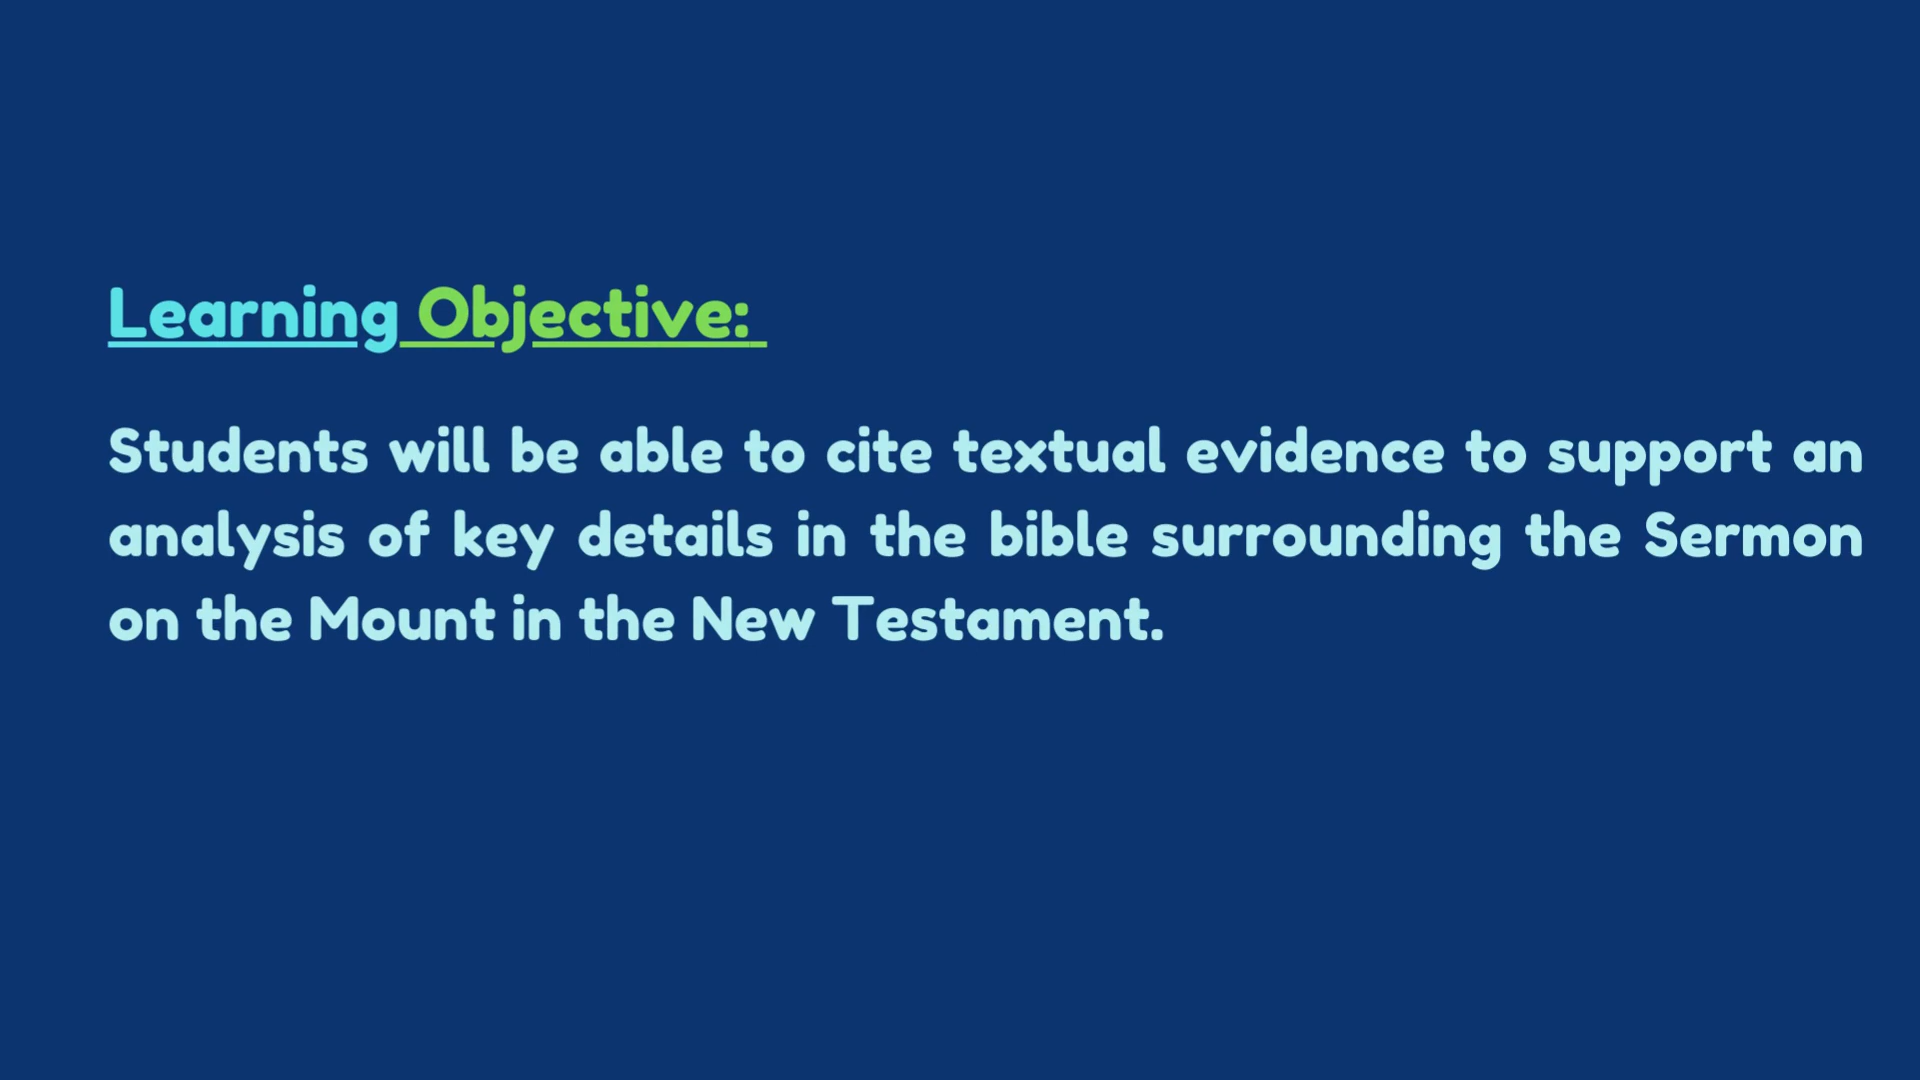 Learning Objective:
Students will be able to cite textual evidence to support an
analysis of key details in the bible surrounding the Sermon
on the Mount in the New Testament.